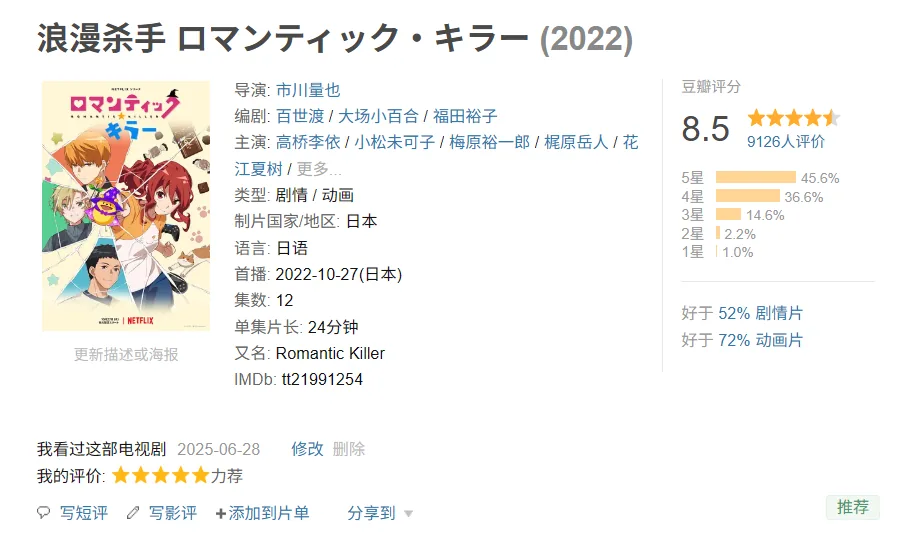 浪漫杀手 ロマンティック・キラー (2022)
NETFLIX シリーズ
ロマンティック
ROMANTIC KILLER
キラー
NETFLIX
更新描述或海报
导演: 市川量也
编剧: 百世渡 / 大场小百合 / 福田裕子
主演: 高桥李依 / 小松未可子 / 梅原裕一郎 / 梶原岳人 / 花
江夏树 / 更多...
类型: 剧情 / 动画
制片国家/地区: 日本
语言: 日语
首播: 2022-10-27(日本)
集数: 12
单集片长: 24分钟
又名: Romantic Killer
IMDb: tt21991254
豆瓣评分
8.5
9126人评价
5星 45.6%
4星 36.6%
3星 14.6%
2星 2.2%
1星 1.0%
好于 52% 剧情片
好于 72% 动画片
我看过这部电视剧 2025-06-28 修改 删除
我的评价: 力荐
写短评 写影评 +添加到片单 分享到
推荐